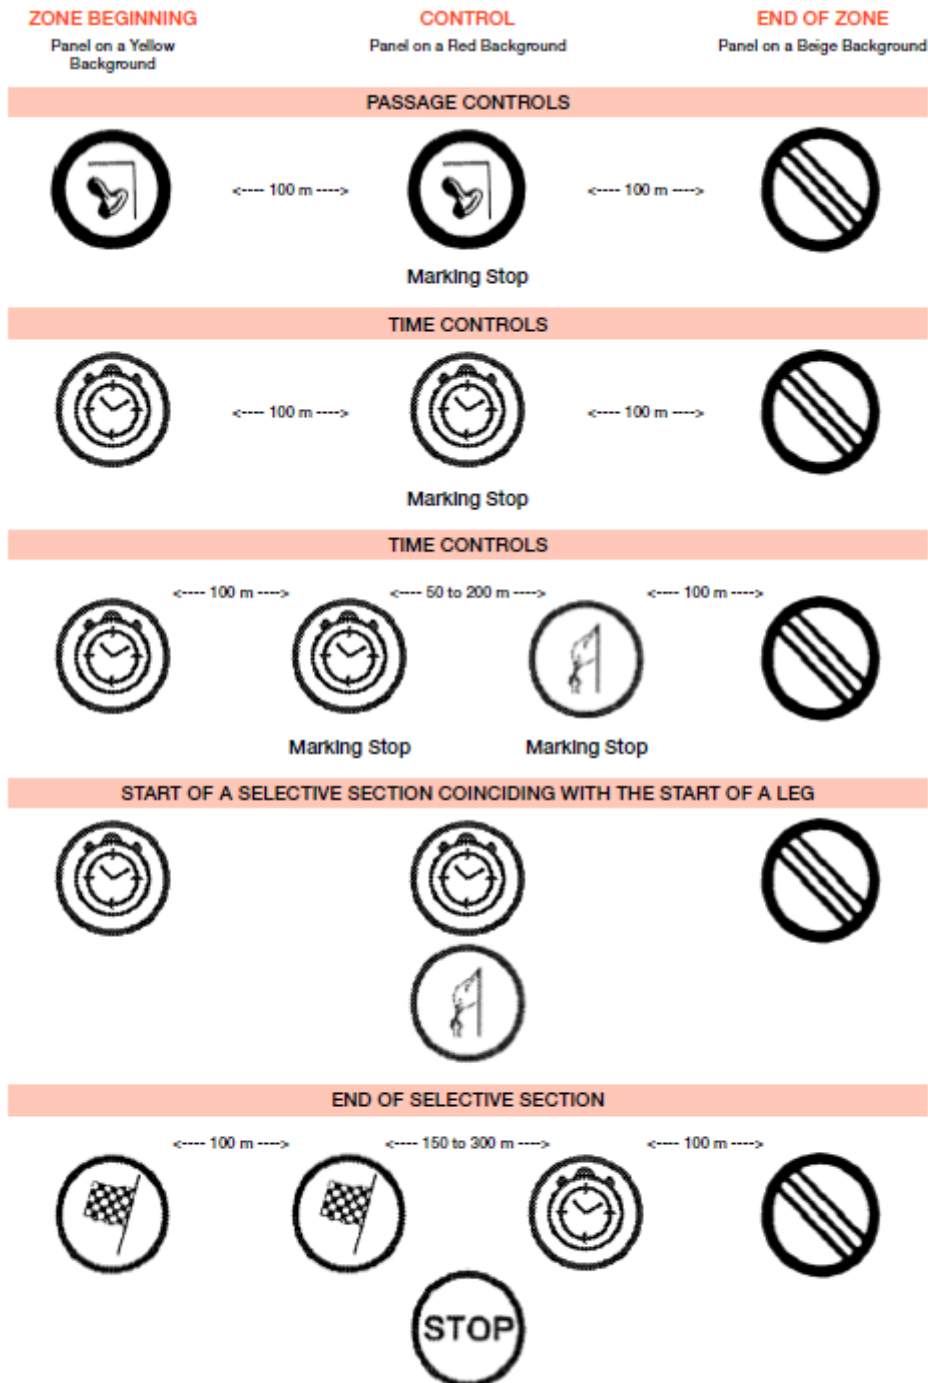 ZONE BEGINNING
Panel on a Yellow
Background
CONTROL
Panel on a Red Background
END OF ZONE
Panel on a Beige Background
PASSAGE CONTROLS
<---- 100 m ---->
<---- 100 m ---->
Marking Stop
TIME CONTROLS
<---- 100 m ---->
<---- 100 m ---->
Marking Stop
TIME CONTROLS
<---- 100 m ---->
<---- 50 to 200 m ---->
<---- 100 m ---->
Marking Stop
Marking Stop
START OF A SELECTIVE SECTION COINCIDING WITH THE START OF A LEG
END OF SELECTIVE SECTION
<---- 100 m ---->
<---- 150 to 300 m ---->
<---- 100 m ---->
STOP